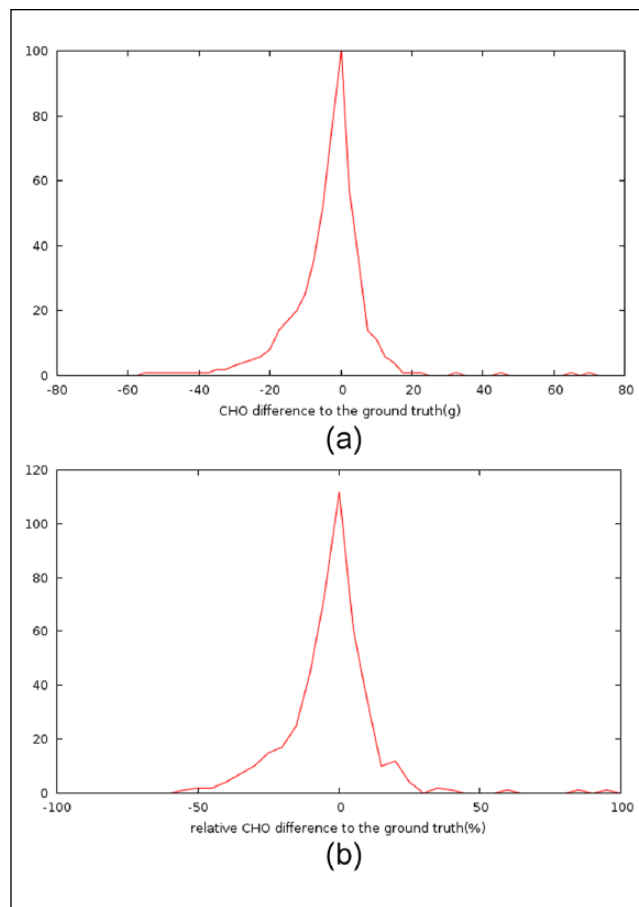 100
80
60
40
20
0
-80 -60 -40 -20 0 20 40 60 80
CHO difference to the ground truth(g)
(a)
120
100
80
60
40
20
0
-100 -50 0 50 100
relative CHO difference to the ground truth(%)
(b)